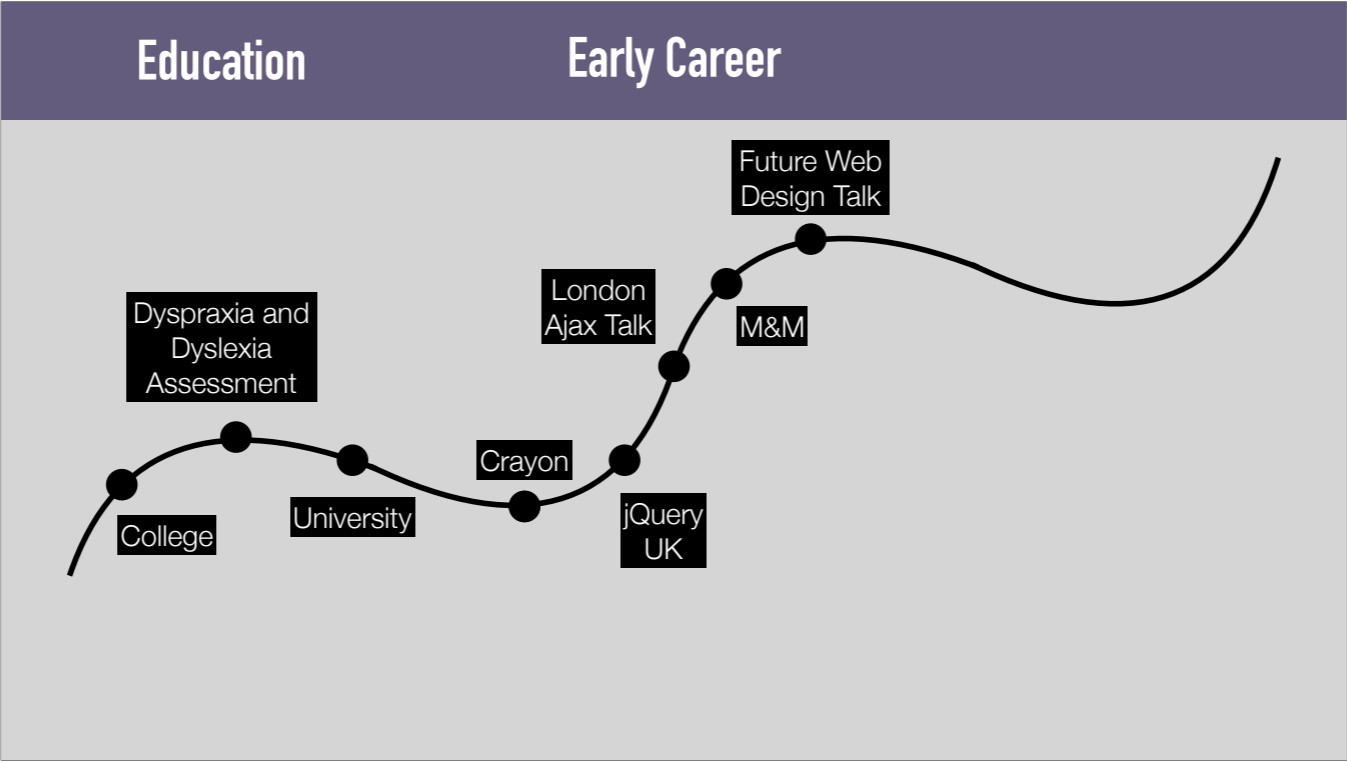 Education
Early Career
Future Web
Design Talk
London
Ajax Talk
M&M
Dyspraxia and
Dyslexia
Assessment
Crayon
College
University
jQuery
UK